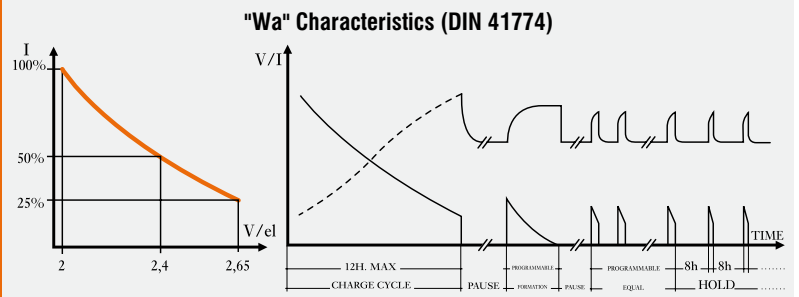 "Wa" Characteristics (DIN 41774)
I
100%
50%
25%
V/el
2 2,4 2,65
V/I
TIME
12H. MAX PROGRAMMABLE PROGRAMMABLE 8h 8h
CHARGE CYCLE PAUSE FORMATION PAUSE EQUAL HOLD